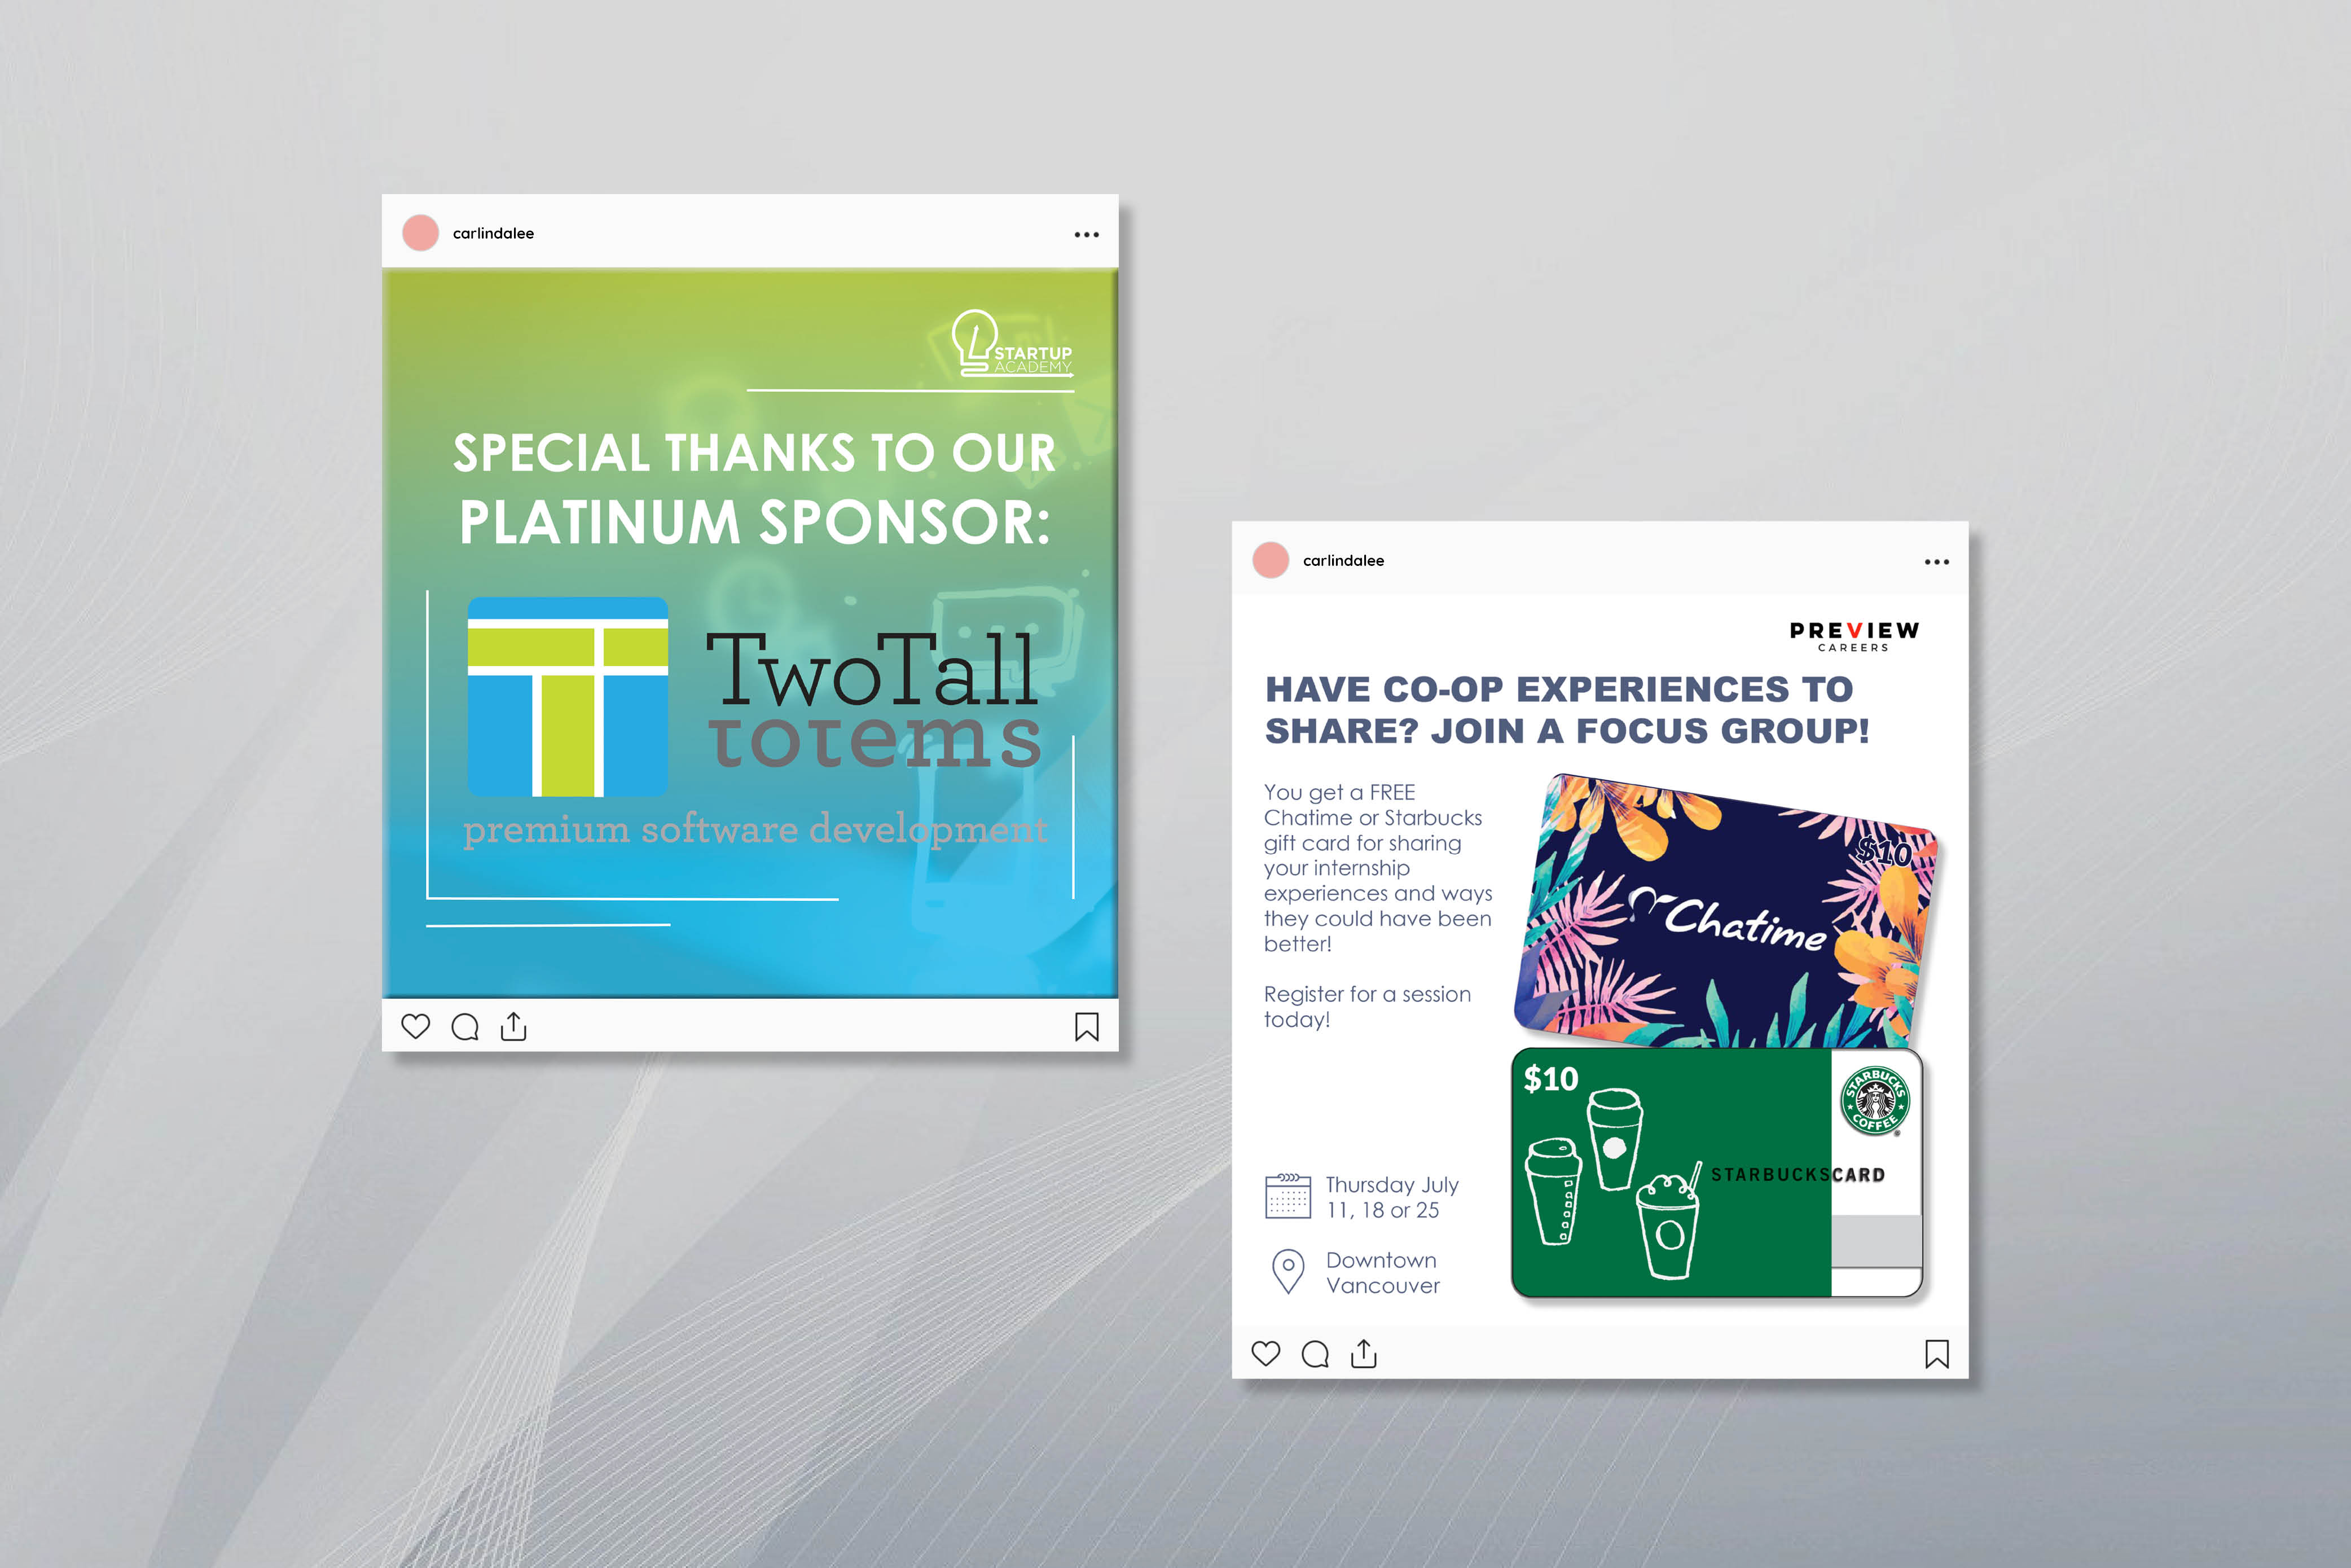 carlindalee
STARTUP
ACADEMY
SPECIAL THANKS TO OUR
PLATINUM SPONSOR:
TwoTall
totems
premium software development
carlindalee
PREVIEW
CAREERS
HAVE CO-OP EXPERIENCES TO
SHARE? JOIN A FOCUS GROUP!
You get a FREE
Chatime or Starbucks
gift card for sharing
your internship
experiences and ways
they could have been
better!
Register for a session
today!
$10
Chatime
$10
STARBUCKS
COFFEE
®
STARBUCKSCARD
Thursday July
11, 18 or 25
Downtown
Vancouver